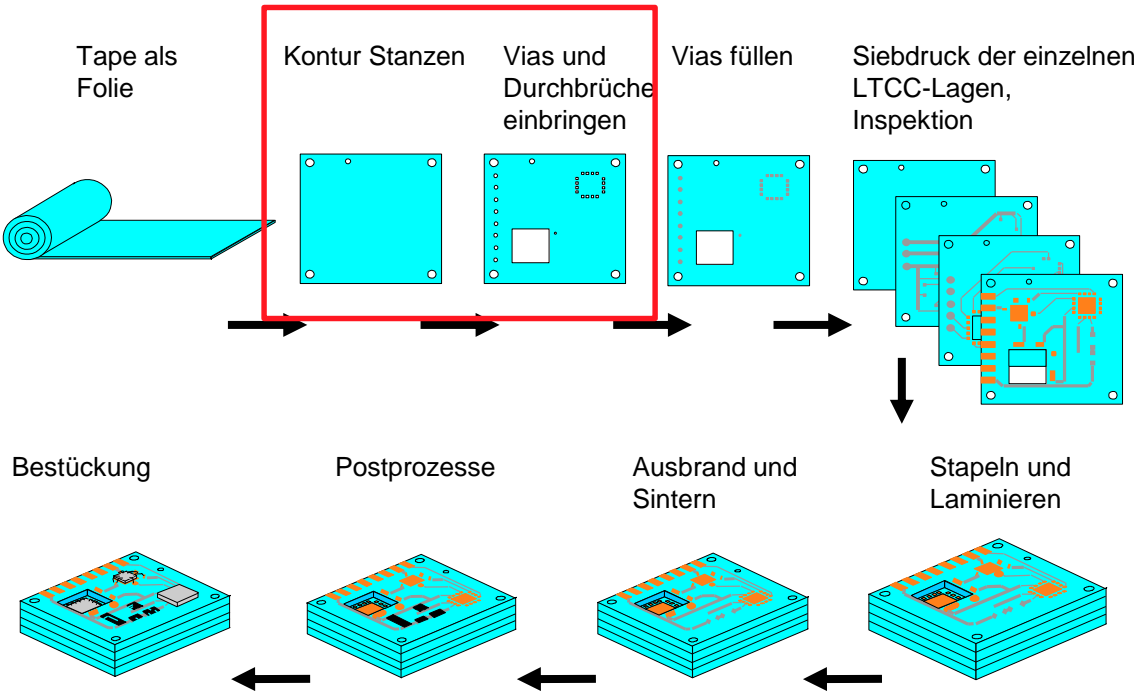 Tape als
Folie
Kontur Stanzen
Vias und
Durchbrüche
einbringen
Vias füllen
Siebdruck der einzelnen
LTCC-Lagen,
Inspektion
Bestückung
Postprozesse
Ausbrand und
Sintern
Stapeln und
Laminieren